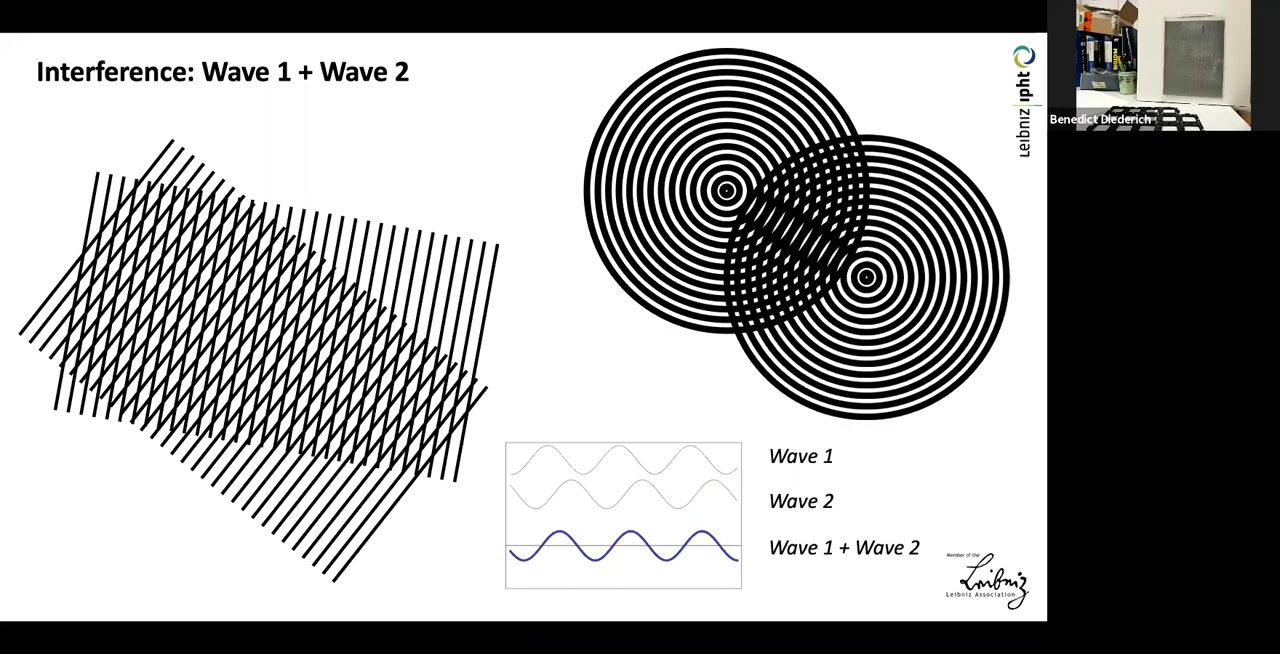 Interference: Wave 1 + Wave 2
Leibniz ipht
Benedict Diederich
Wave 1
Wave 2
Wave 1 + Wave 2
Member of the
Leibniz
Leibniz Association